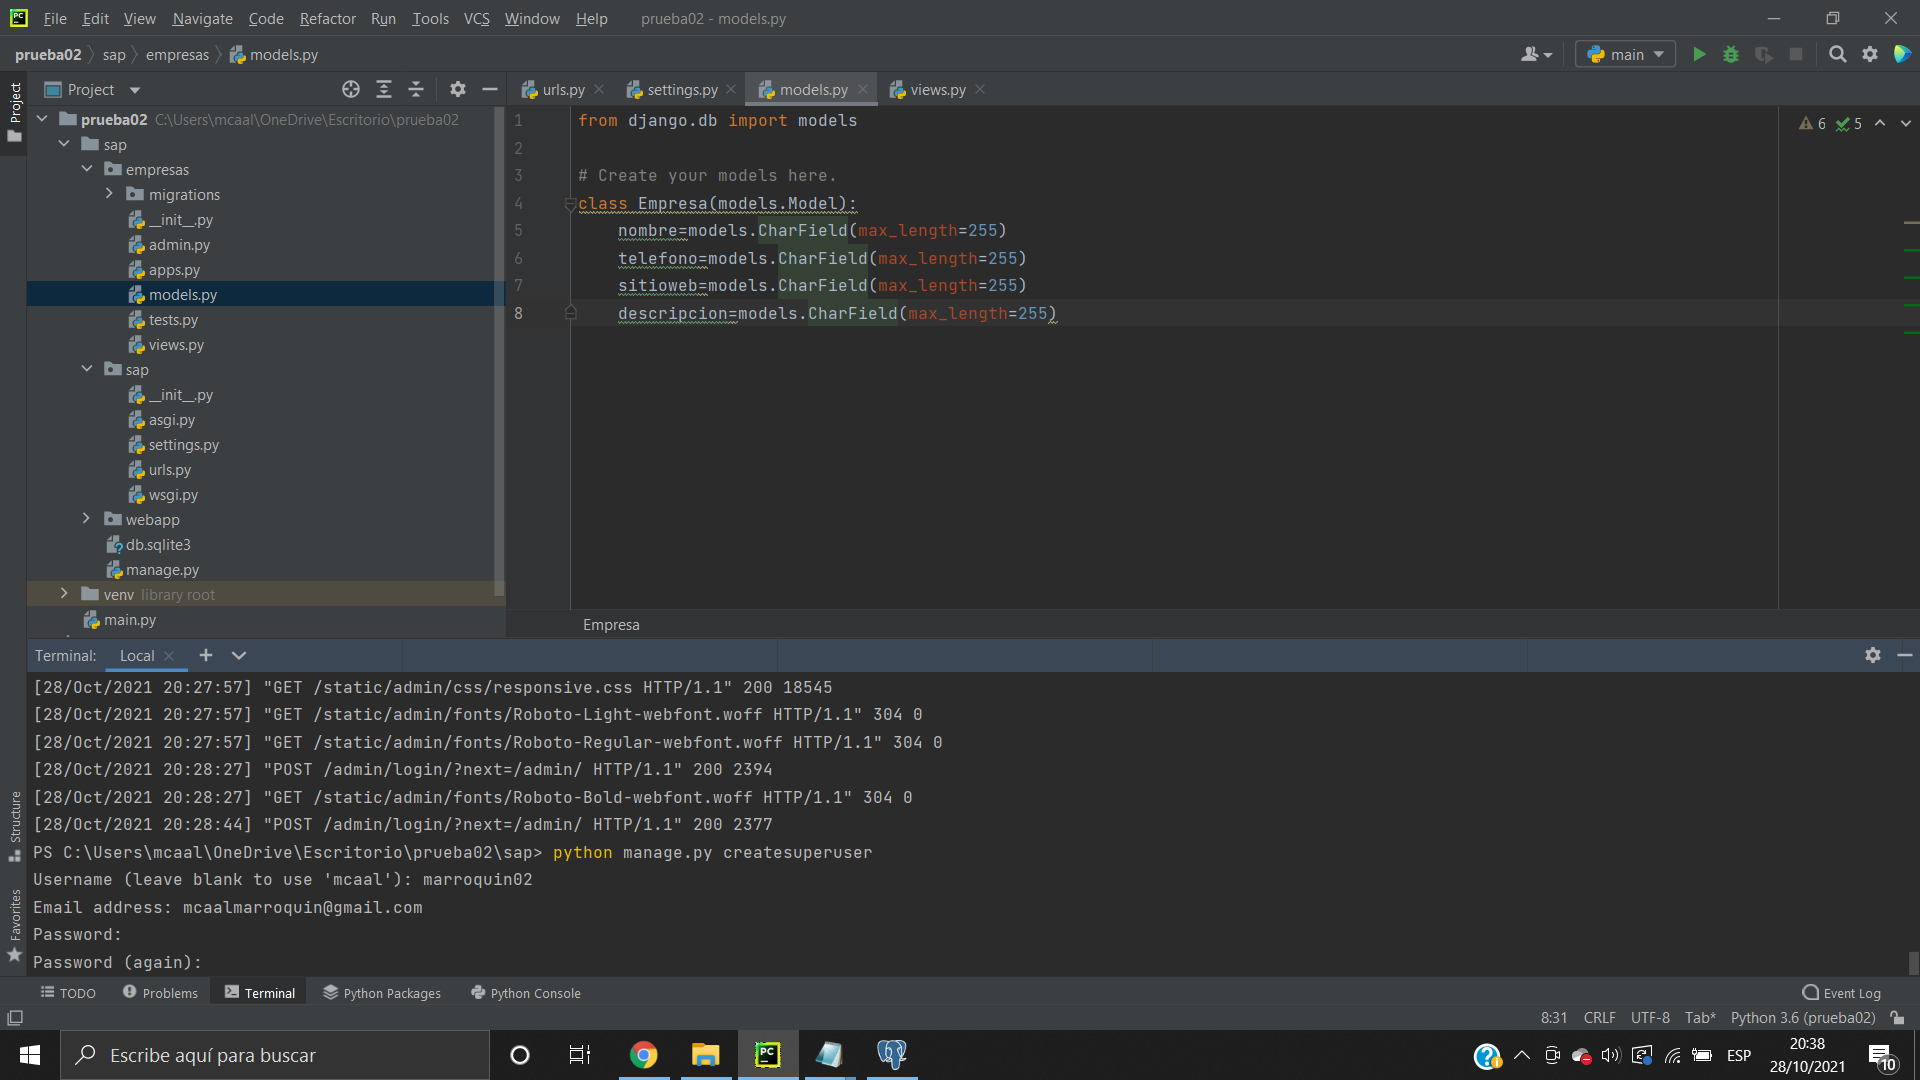 File Edit View Navigate Code Refactor Run Tools VCS Window Help prueba02 - models.py
prueba02 sap empresas models.py main
Project urls.py settings.py models.py views.py
Project
prueba02 C:\Users\mcaal\OneDrive\Escritorio\prueba02
sap
empresas
migrations
__init__.py
admin.py
apps.py
models.py
tests.py
views.py
sap
__init__.py
asgi.py
settings.py
urls.py
wsgi.py
webapp
db.sqlite3
manage.py
venv library root
main.py
1 from django.db import models
2
3 # Create your models here.
4 class Empresa(models.Model):
5 nombre=models.CharField(max_length=255)
6 telefono=models.CharField(max_length=255)
7 sitioweb=models.CharField(max_length=255)
8 descripcion=models.CharField(max_length=255)
6 5
Empresa
Terminal: Local
[28/Oct/2021 20:27:57] "GET /static/admin/css/responsive.css HTTP/1.1" 200 18545
[28/Oct/2021 20:27:57] "GET /static/admin/fonts/Roboto-Light-webfont.woff HTTP/1.1" 304 0
[28/Oct/2021 20:27:57] "GET /static/admin/fonts/Roboto-Regular-webfont.woff HTTP/1.1" 304 0
[28/Oct/2021 20:28:27] "POST /admin/login/?next=/admin/ HTTP/1.1" 200 2394
[28/Oct/2021 20:28:27] "GET /static/admin/fonts/Roboto-Bold-webfont.woff HTTP/1.1" 304 0
[28/Oct/2021 20:28:44] "POST /admin/login/?next=/admin/ HTTP/1.1" 200 2377
PS C:\Users\mcaal\OneDrive\Escritorio\prueba02\sap> python manage.py createsuperuser
Username (leave blank to use 'mcaal'): marroquin02
Email address: mcaalmarroquin@gmail.com
Password:
Password (again):
Structure
Favorites
TODO Problems Terminal Python Packages Python Console Event Log
8:31 CRLF UTF-8 Tab* Python 3.6 (prueba02)
Escribe aquí para buscar
PC
ESP
20:38
28/10/2021
10